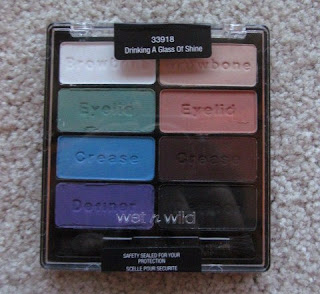 33918
Drinking A Glass Of Shine
Browbone Browbone
Eyelid Eyelid
Crease Crease
Definer
wet n wild
SAFETY SEALED FOR YOUR
PROTECTION
SCELLÉ POUR SECURITE